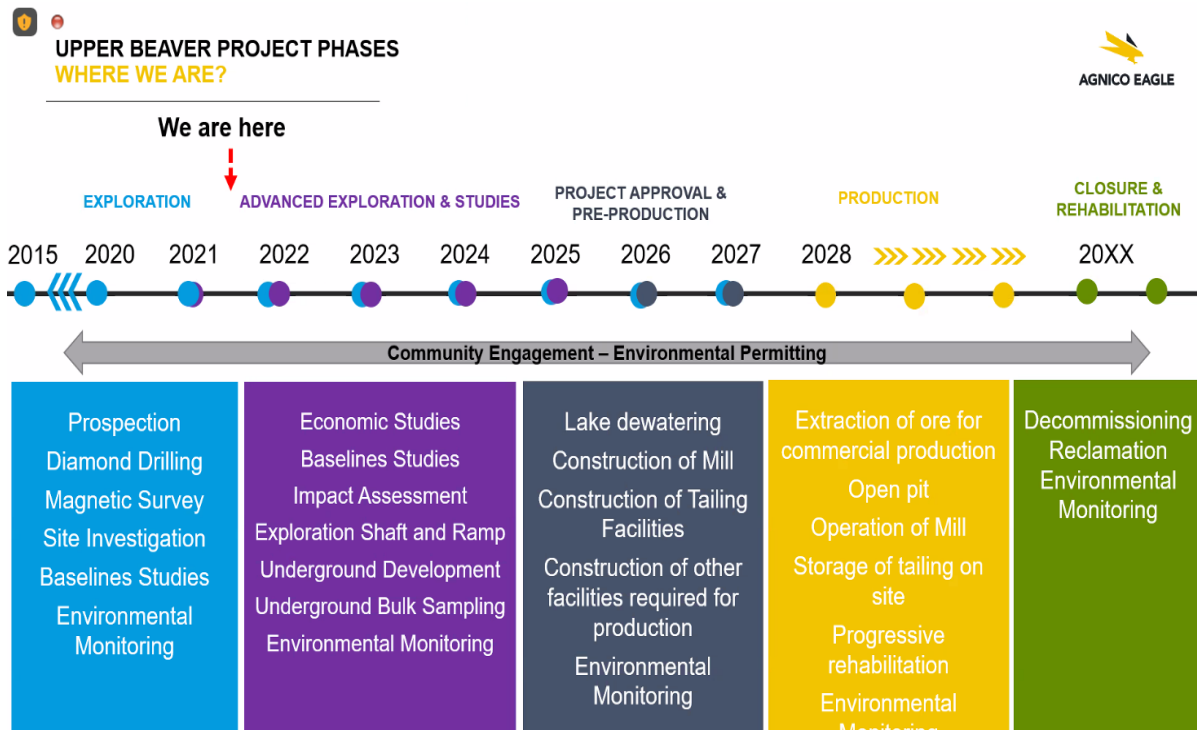 UPPER BEAVER PROJECT PHASES
WHERE WE ARE?
AGNICO EAGLE
We are here
EXPLORATION
ADVANCED EXPLORATION & STUDIES
PROJECT APPROVAL &
PRE-PRODUCTION
PRODUCTION
CLOSURE &
REHABILITATION
2015 2020 2021 2022 2023 2024 2025 2026 2027 2028 20XX
Community Engagement – Environmental Permitting
Prospection
Diamond Drilling
Magnetic Survey
Site Investigation
Baselines Studies
Environmental
Monitoring
Economic Studies
Baselines Studies
Impact Assessment
Exploration Shaft and Ramp
Underground Development
Underground Bulk Sampling
Environmental Monitoring
Lake dewatering
Construction of Mill
Construction of Tailing
Facilities
Construction of other
facilities required for
production
Environmental
Monitoring
Extraction of ore for
commercial production
Open pit
Operation of Mill
Storage of tailing on
site
Progressive
rehabilitation
Environmental
Monitoring
Decommissioning
Reclamation
Environmental
Monitoring